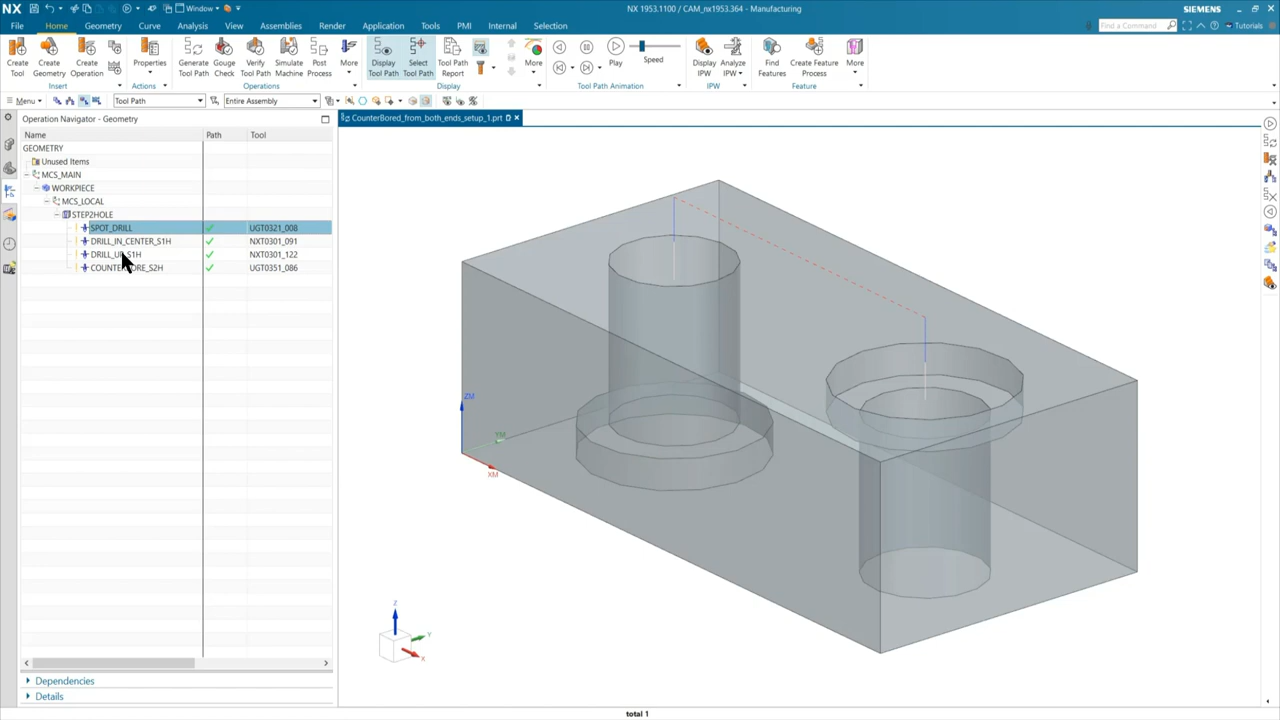 NX
Window
NX 1953.1100 / CAM_nx1953.364 - Manufacturing
SIEMENS
File Home Geometry Curve Analysis View Assemblies Render Application Tools PMI Internal Selection
Find a Command
Tutorials
Create Tool
Create Geometry
Create Operation
Properties
Generate Tool Path
Gouge Check
Verify Tool Path
Simulate Machine
Post Process
More
Display Tool Path
Select Tool Path
Tool Path Report
More
Play
Speed
Display IPW
Analyze IPW
Find Features
Create Feature Process
More
Insert
Actions
Operations
Display
Tool Path Animation
IPW
Feature
Menu
Tool Path
Entire Assembly
Operation Navigator - Geometry
CounterBored_from_both_ends_setup_1.prt
Name Path Tool
GEOMETRY
Unused Items
MCS_MAIN
WORKPIECE
MCS_LOCAL
STEP2HOLE
SPOT_DRILL UGT0321_008
DRILL_IN_CENTER_S1H NXT0301_091
NXT0301_122
UGT0351_086
ZM
YM
XM
Z
Y
X
Dependencies
Details
total 1